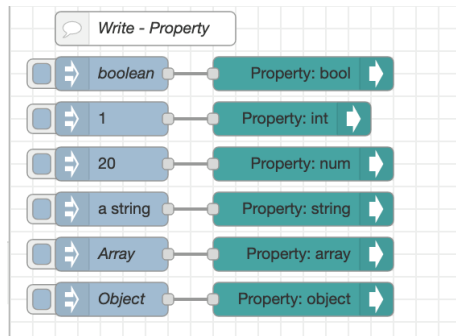 Write - Property
boolean Property: bool
1 Property: int
20 Property: num
a string Property: string
Array Property: array
Object Property: object